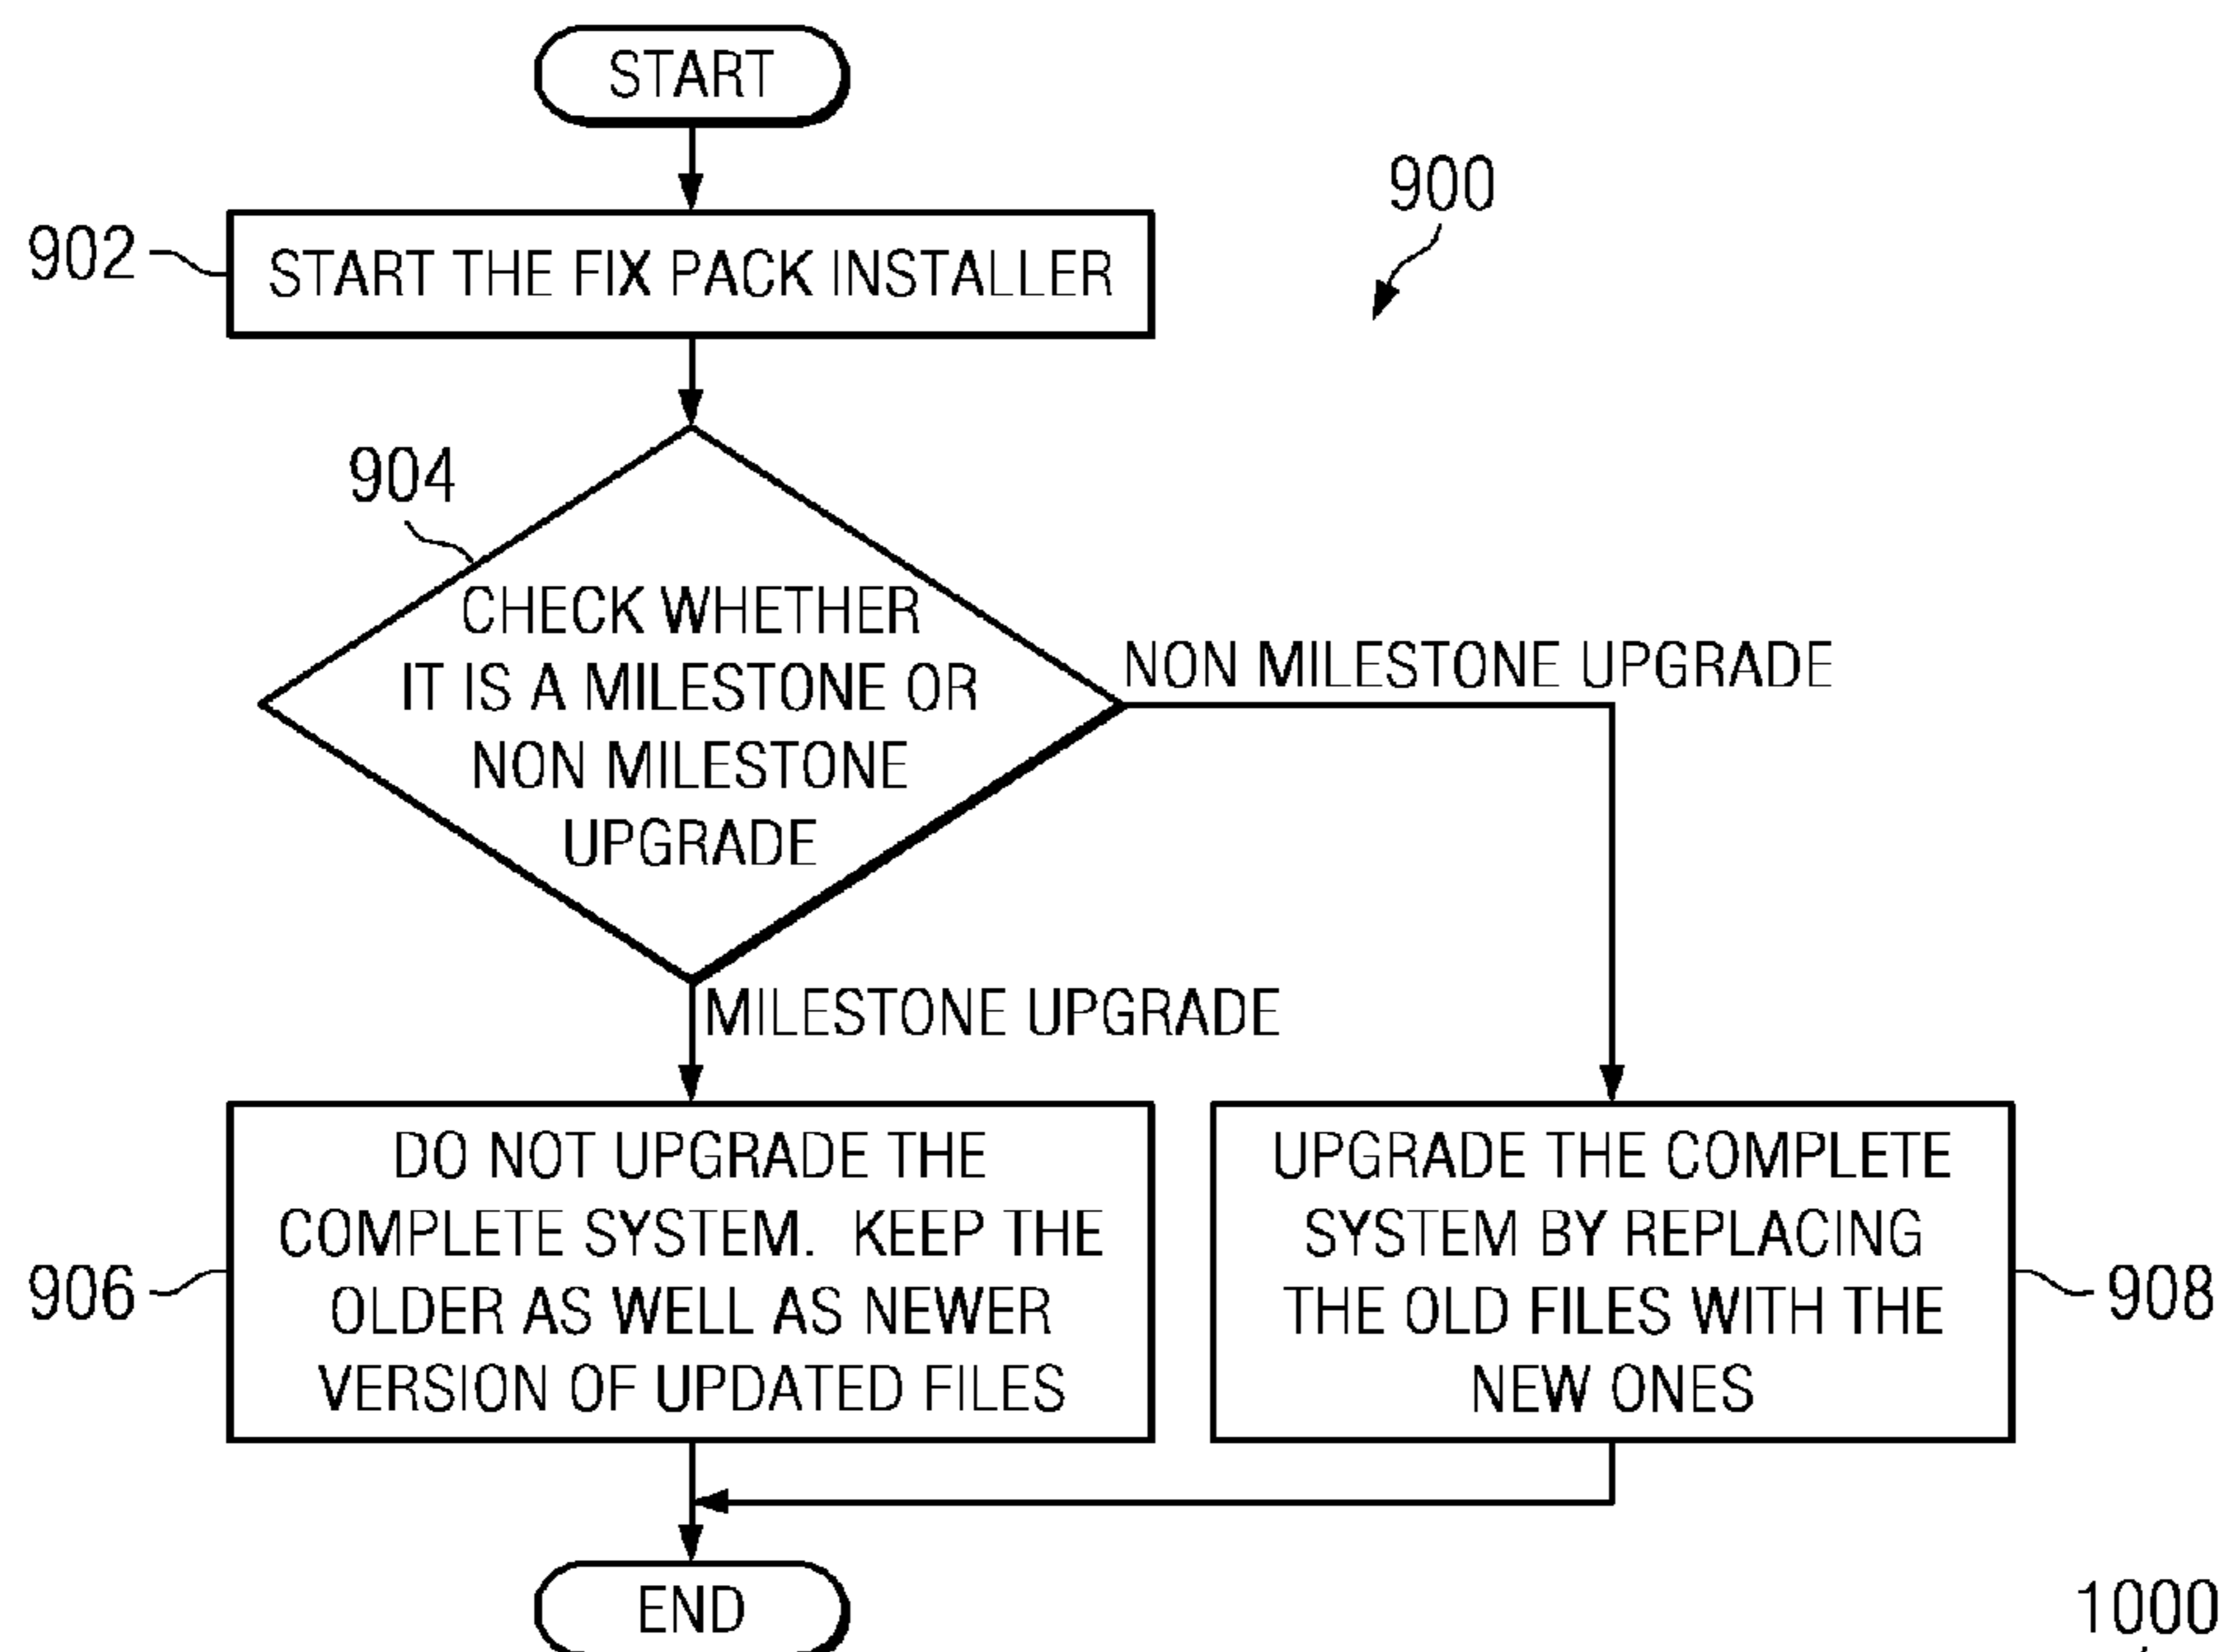 START
900
902
START THE FIX PACK INSTALLER
904
CHECK WHETHER
IT IS A MILESTONE OR
NON MILESTONE
UPGRADE
NON MILESTONE UPGRADE
MILESTONE UPGRADE
906
DO NOT UPGRADE THE
COMPLETE SYSTEM. KEEP THE
OLDER AS WELL AS NEWER
VERSION OF UPDATED FILES
UPGRADE THE COMPLETE
SYSTEM BY REPLACING
THE OLD FILES WITH THE
NEW ONES
908
END
1000